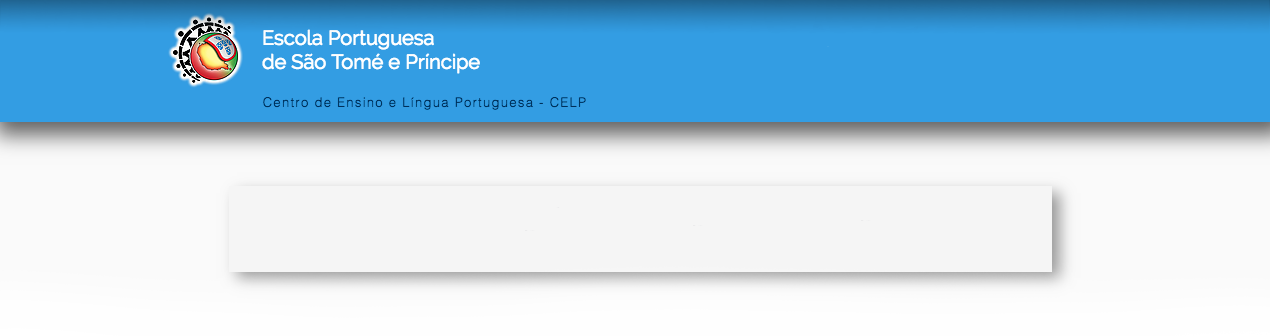 Escola Portuguesa
de São Tomé e Príncipe
Centro de Ensino e Língua Portuguesa - CELP